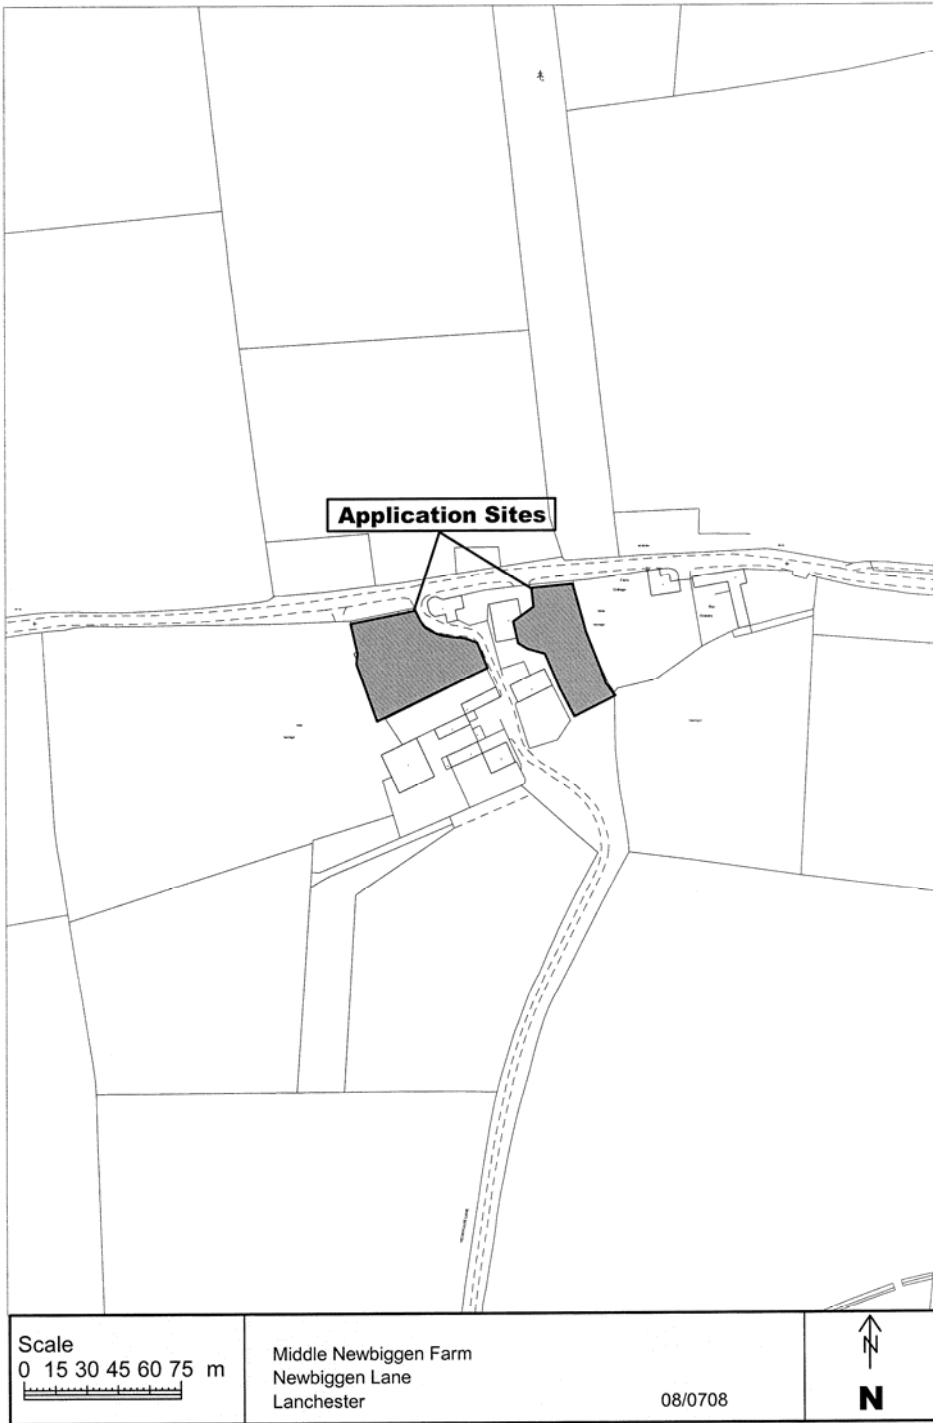 Application Sites
Scale
0 15 30 45 60 75 m
Middle Newbiggen Farm
Newbiggen Lane
Lanchester
08/0708
N
N